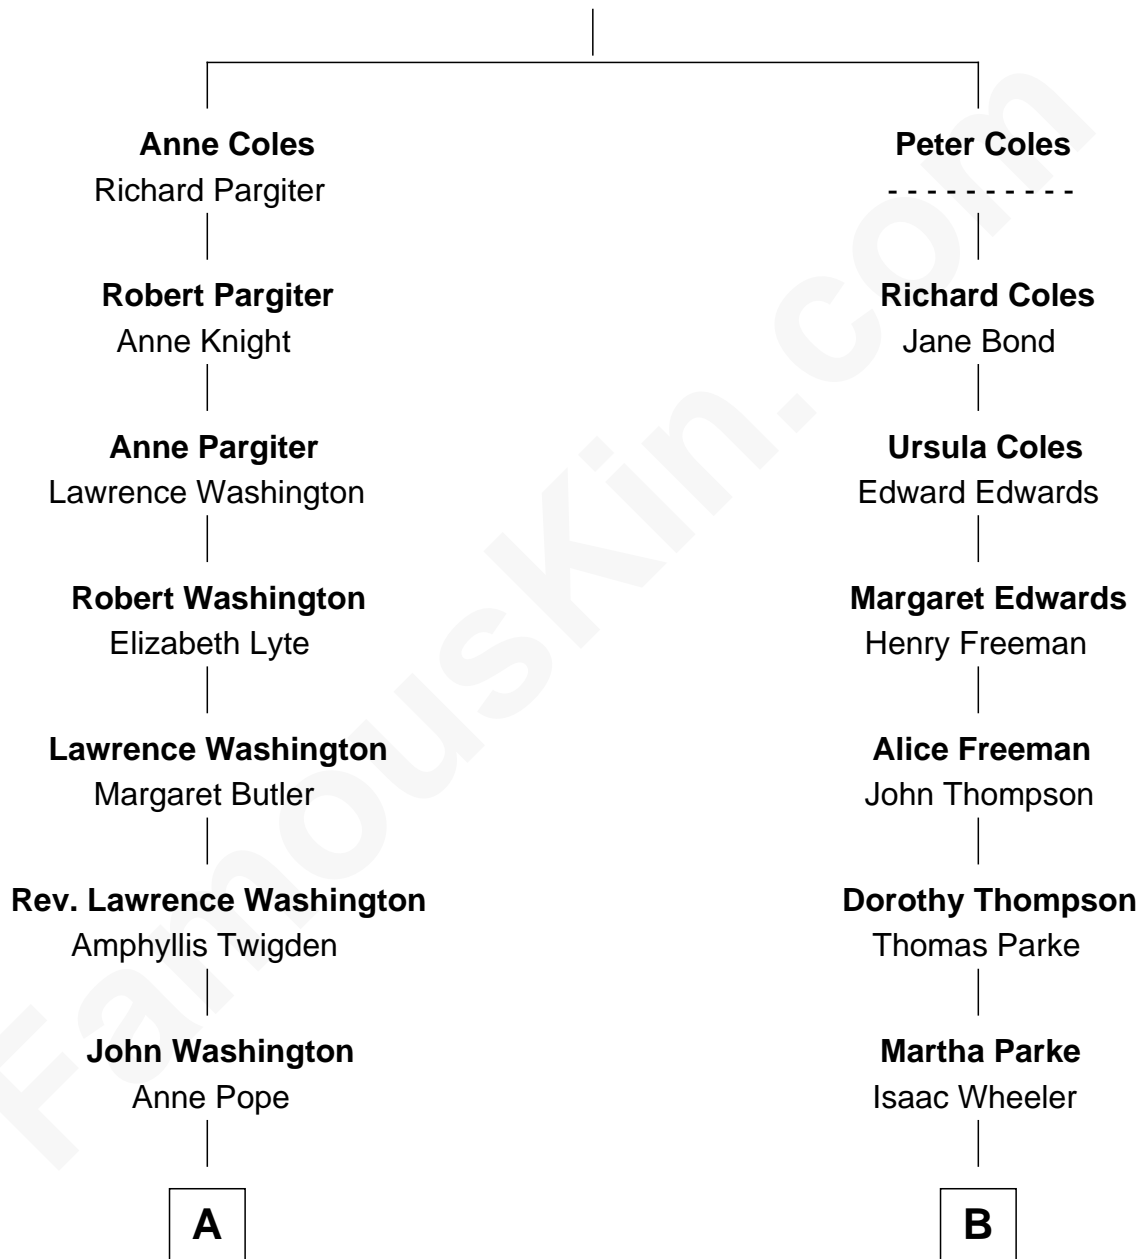 Anne Coles
Richard Pargiter
Robert Pargiter
Anne Knight
Anne Pargiter
Lawrence Washington
Robert Washington
Elizabeth Lyte
Lawrence Washington
Margaret Butler
Rev. Lawrence Washington
Amphyllis Twigden
John Washington
Anne Pope
A
Peter Coles
- - - - - - - - - -
Richard Coles
Jane Bond
Ursula Coles
Edward Edwards
Margaret Edwards
Henry Freeman
Alice Freeman
John Thompson
Dorothy Thompson
Thomas Parke
Martha Parke
Isaac Wheeler
B
FamousKin.com